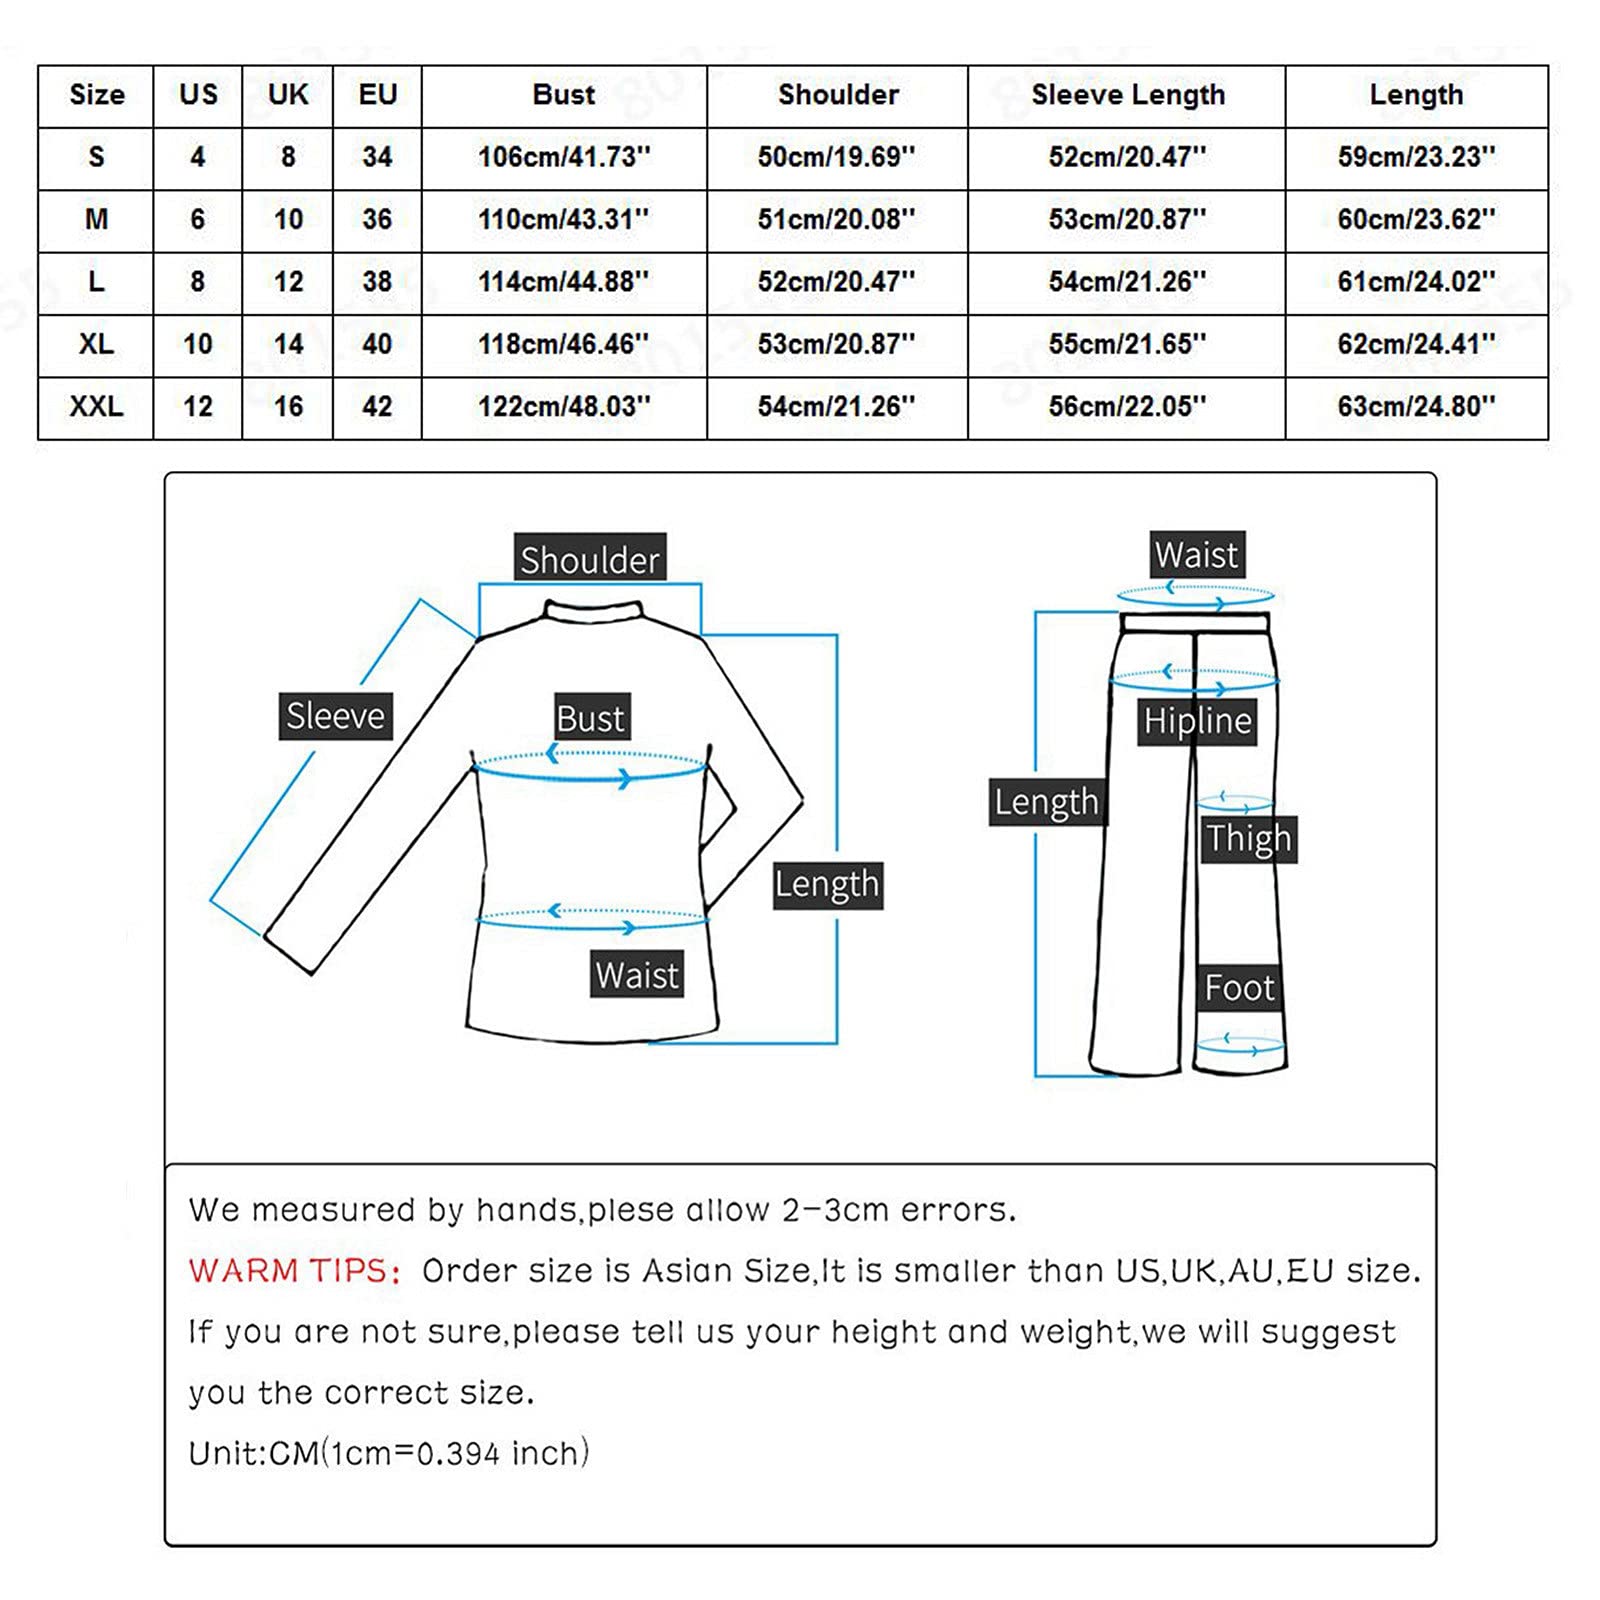 Size US UK EU Bust Shoulder Sleeve Length Length
S 4 8 34 106cm/41.73'' 50cm/19.69'' 52cm/20.47'' 59cm/23.23''
M 6 10 36 110cm/43.31'' 51cm/20.08'' 53cm/20.87'' 60cm/23.62''
L 8 12 38 114cm/44.88'' 52cm/20.47'' 54cm/21.26'' 61cm/24.02''
XL 10 14 40 118cm/46.46'' 53cm/20.87'' 55cm/21.65'' 62cm/24.41''
XXL 12 16 42 122cm/48.03'' 54cm/21.26'' 56cm/22.05'' 63cm/24.80''
Shoulder
Sleeve
Bust
Length
Waist
Waist
Hipline
Length
Thigh
Foot
We measured by hands,plese allow 2-3cm errors.
WARM TIPS: Order size is Asian Size,It is smaller than US,UK,AU,EU size.
If you are not sure,please tell us your height and weight,we will suggest
you the correct size.
Unit:CM(1cm=0.394 inch)